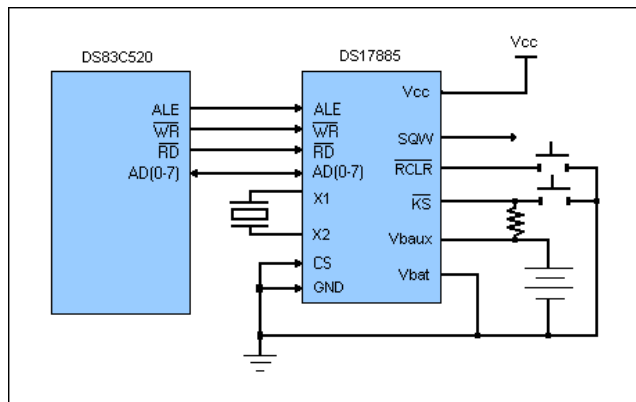 DS83C520
DS17885
Vcc
ALE
WR
RD
AD(0-7)
ALE
WR
RD
AD(0-7)
X1
X2
CS
GND
Vcc
SQW
RCLR
KS
Vbaux
Vbat